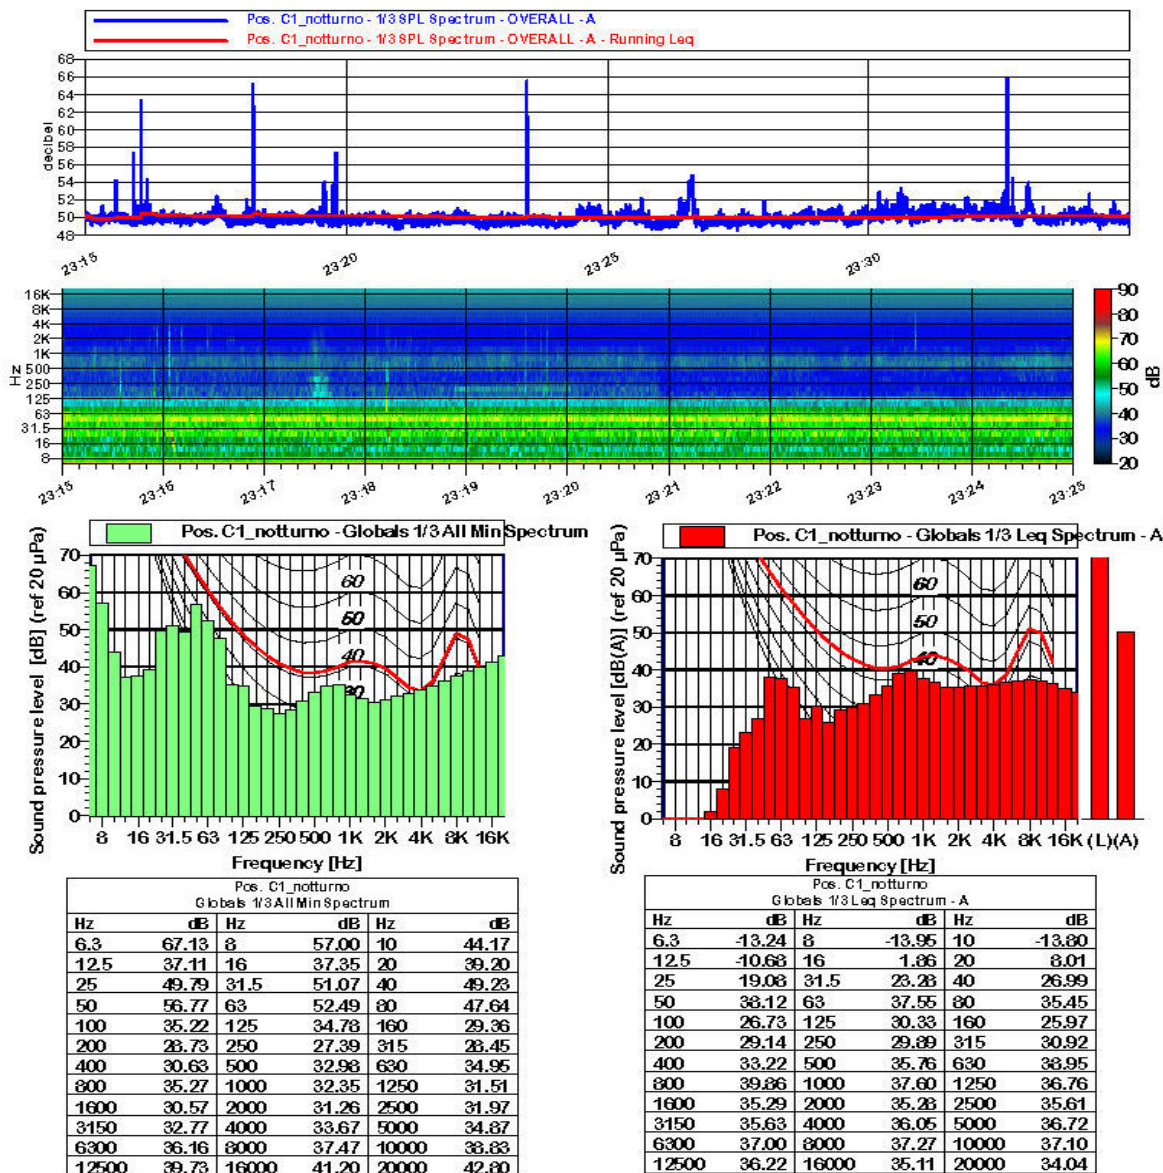 Pos. C1_notturno - 1/3 SPL Spectrum - OVERALL - A
Pos. C1_notturno - 1/3 SPL Spectrum - OVERALL - A - Running Leq
decibel
68
66
64
62
60
58
56
54
52
50
48
23:15 23:20 23:25 23:30
Hz
16K
8K
4K
2K
1K
500
250
125
63
31.5
16
8
23:15 23:16 23:17 23:18 23:19 23:20 23:21 23:22 23:23 23:24 23:25
90
80
70
60
50
40
30
20
dB
Pos. C1_notturno - Globals 1/3 All Min Spectrum
Sound pressure level [dB] (ref 20 µPa)
70
60
50
40
30
20
10
0
60
50
40
30
8 16 31.5 63 125 250 500 1K 2K 4K 8K 16K
Frequency [Hz]
Pos. C1_notturno - Globals 1/3 Leq Spectrum - A
Sound pressure level [dB(A)] (ref 20 µPa)
70
60
50
40
30
20
10
0
60
50
40
8 16 31.5 63 125 250 500 1K 2K 4K 8K 16K (L) (A)
Frequency [Hz]
Pos. C1_notturno
Globals 1/3 All Min Spectrum
Hz dB Hz dB Hz dB
6.3 67.13 8 57.00 10 44.17
12.5 37.11 16 37.35 20 39.20
25 49.79 31.5 51.07 40 49.23
50 56.77 63 52.49 80 47.64
100 35.22 125 34.78 160 29.36
200 28.73 250 27.39 315 28.45
400 30.63 500 32.98 630 34.95
800 35.27 1000 32.35 1250 31.51
1600 30.57 2000 31.26 2500 31.97
3150 32.77 4000 33.67 5000 34.87
6300 36.16 8000 37.47 10000 38.83
12500 39.73 16000 41.20 20000 42.80
Pos. C1_notturno
Globals 1/3 Leq Spectrum - A
Hz dB Hz dB Hz dB
6.3 -13.24 8 -13.95 10 -13.80
12.5 -10.68 16 1.86 20 8.01
25 19.08 31.5 23.28 40 26.99
50 38.12 63 37.55 80 35.45
100 26.73 125 30.33 160 25.97
200 29.14 250 29.89 315 30.92
400 33.22 500 35.76 630 38.95
800 39.86 1000 37.60 1250 36.76
1600 35.29 2000 35.28 2500 35.61
3150 35.63 4000 36.05 5000 36.72
6300 37.00 8000 37.27 10000 37.10
12500 36.22 16000 35.11 20000 34.04